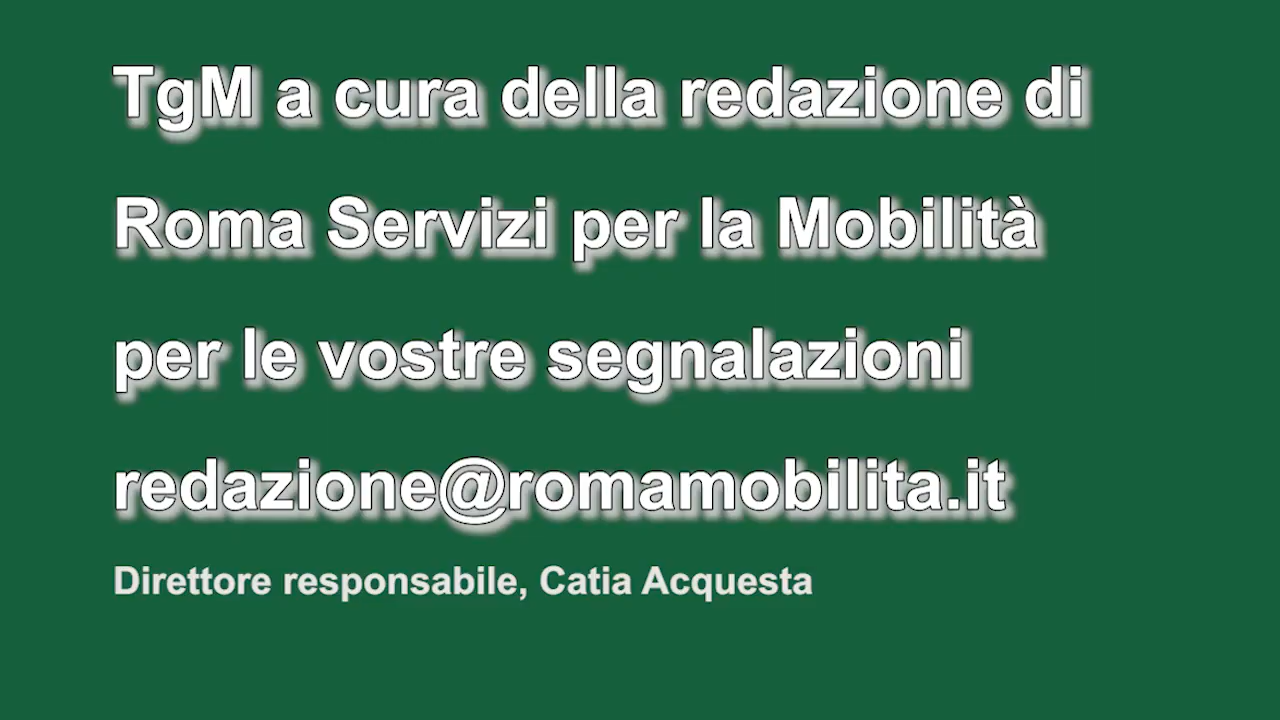 TgM a cura della redazione di
Roma Servizi per la Mobilità
per le vostre segnalazioni
redazione@romamobilita.it
Direttore responsabile, Catia Acquesta